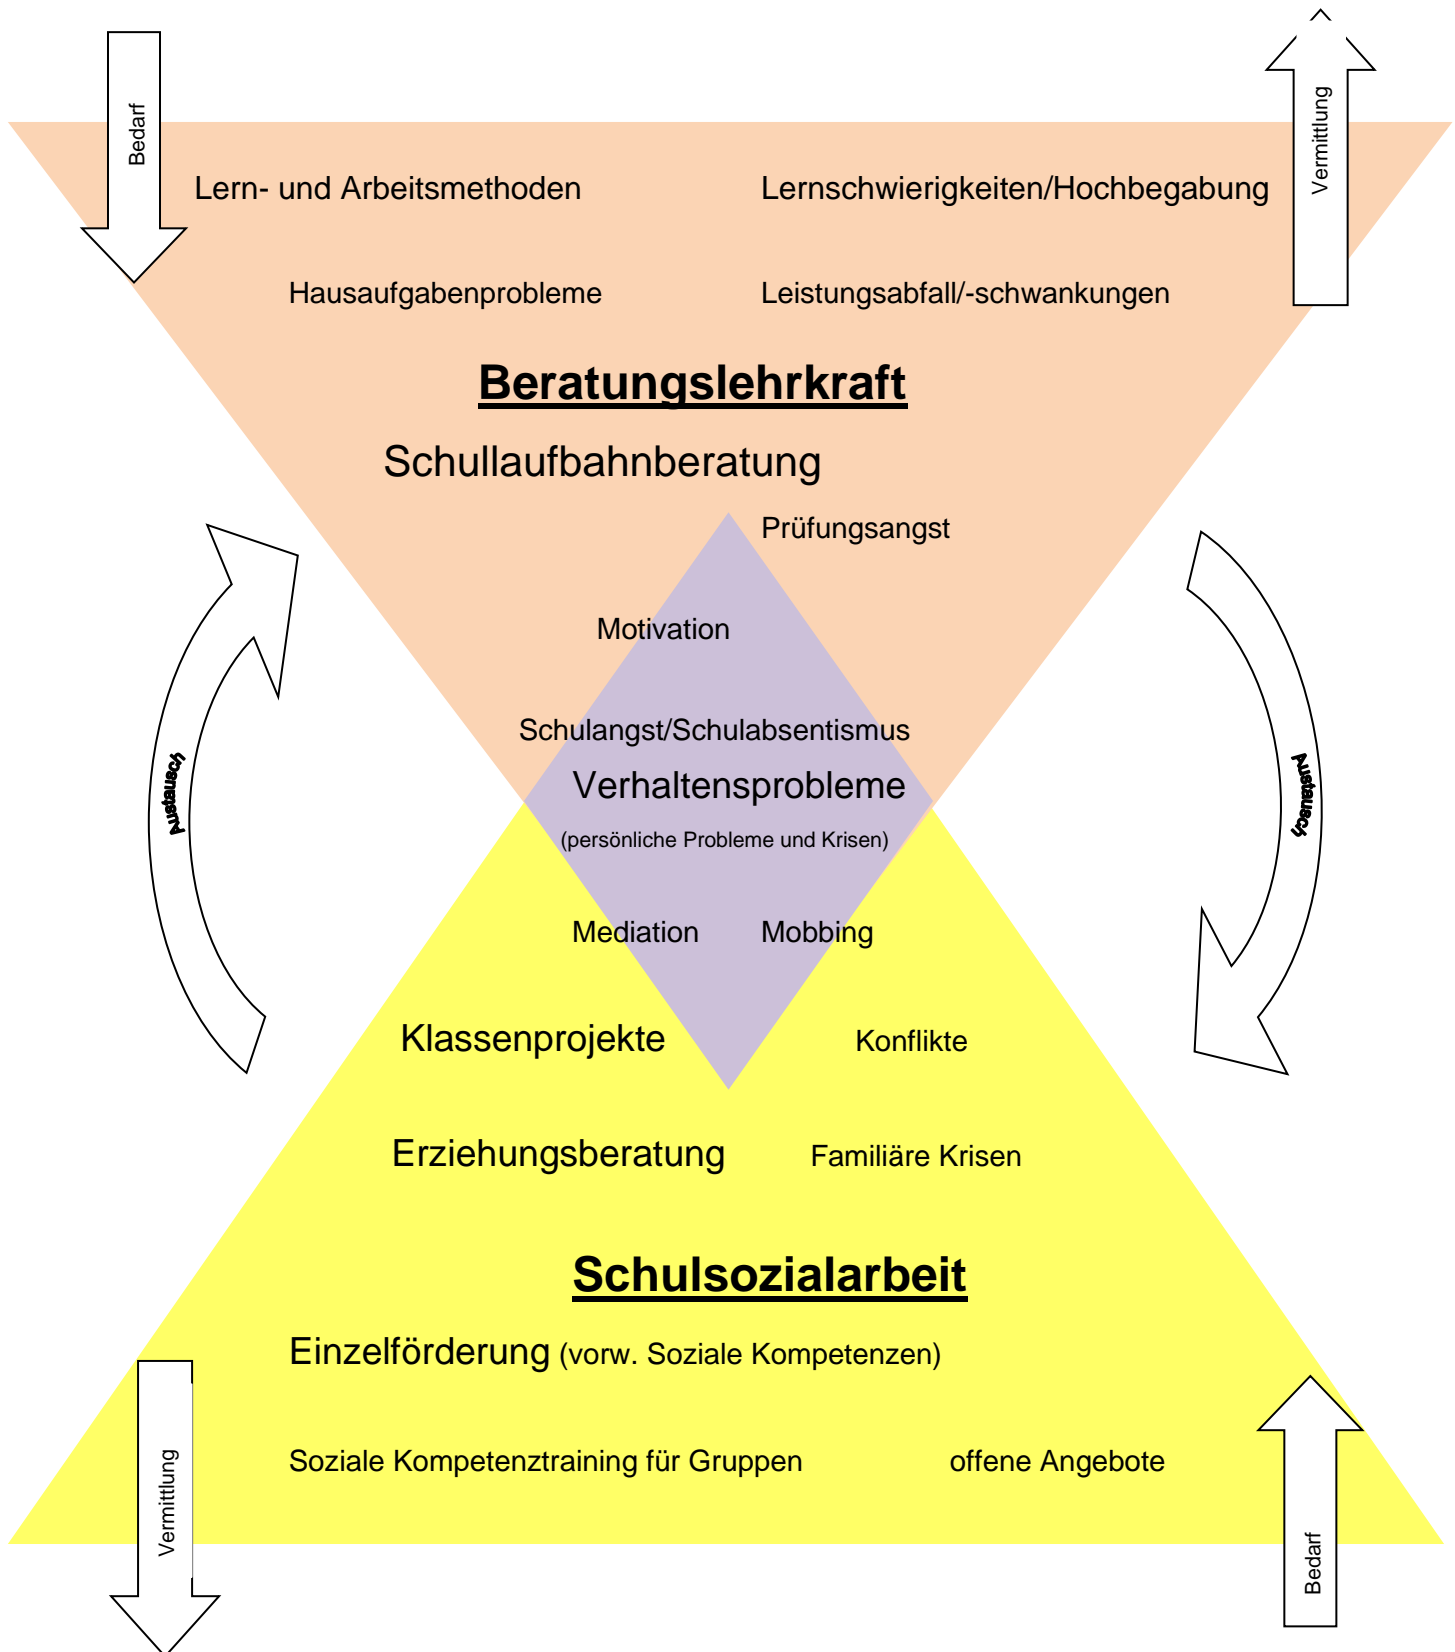 Bedarf
Vermittlung
Lern- und Arbeitsmethoden
Lernschwierigkeiten/Hochbegabung
Hausaufgabenprobleme
Leistungsabfall/-schwankungen
Beratungslehrkraft
Schullaufbahnberatung
Prüfungsangst
Motivation
Schulangst/Schulabsentismus
Austausch
Verhaltensprobleme
Austausch
(persönliche Probleme und Krisen)
Mediation
Mobbing
Klassenprojekte
Konflikte
Erziehungsberatung
Familiäre Krisen
Schulsozialarbeit
Einzelförderung (vorw. Soziale Kompetenzen)
Soziale Kompetenztraining für Gruppen
offene Angebote
Vermittlung
Bedarf